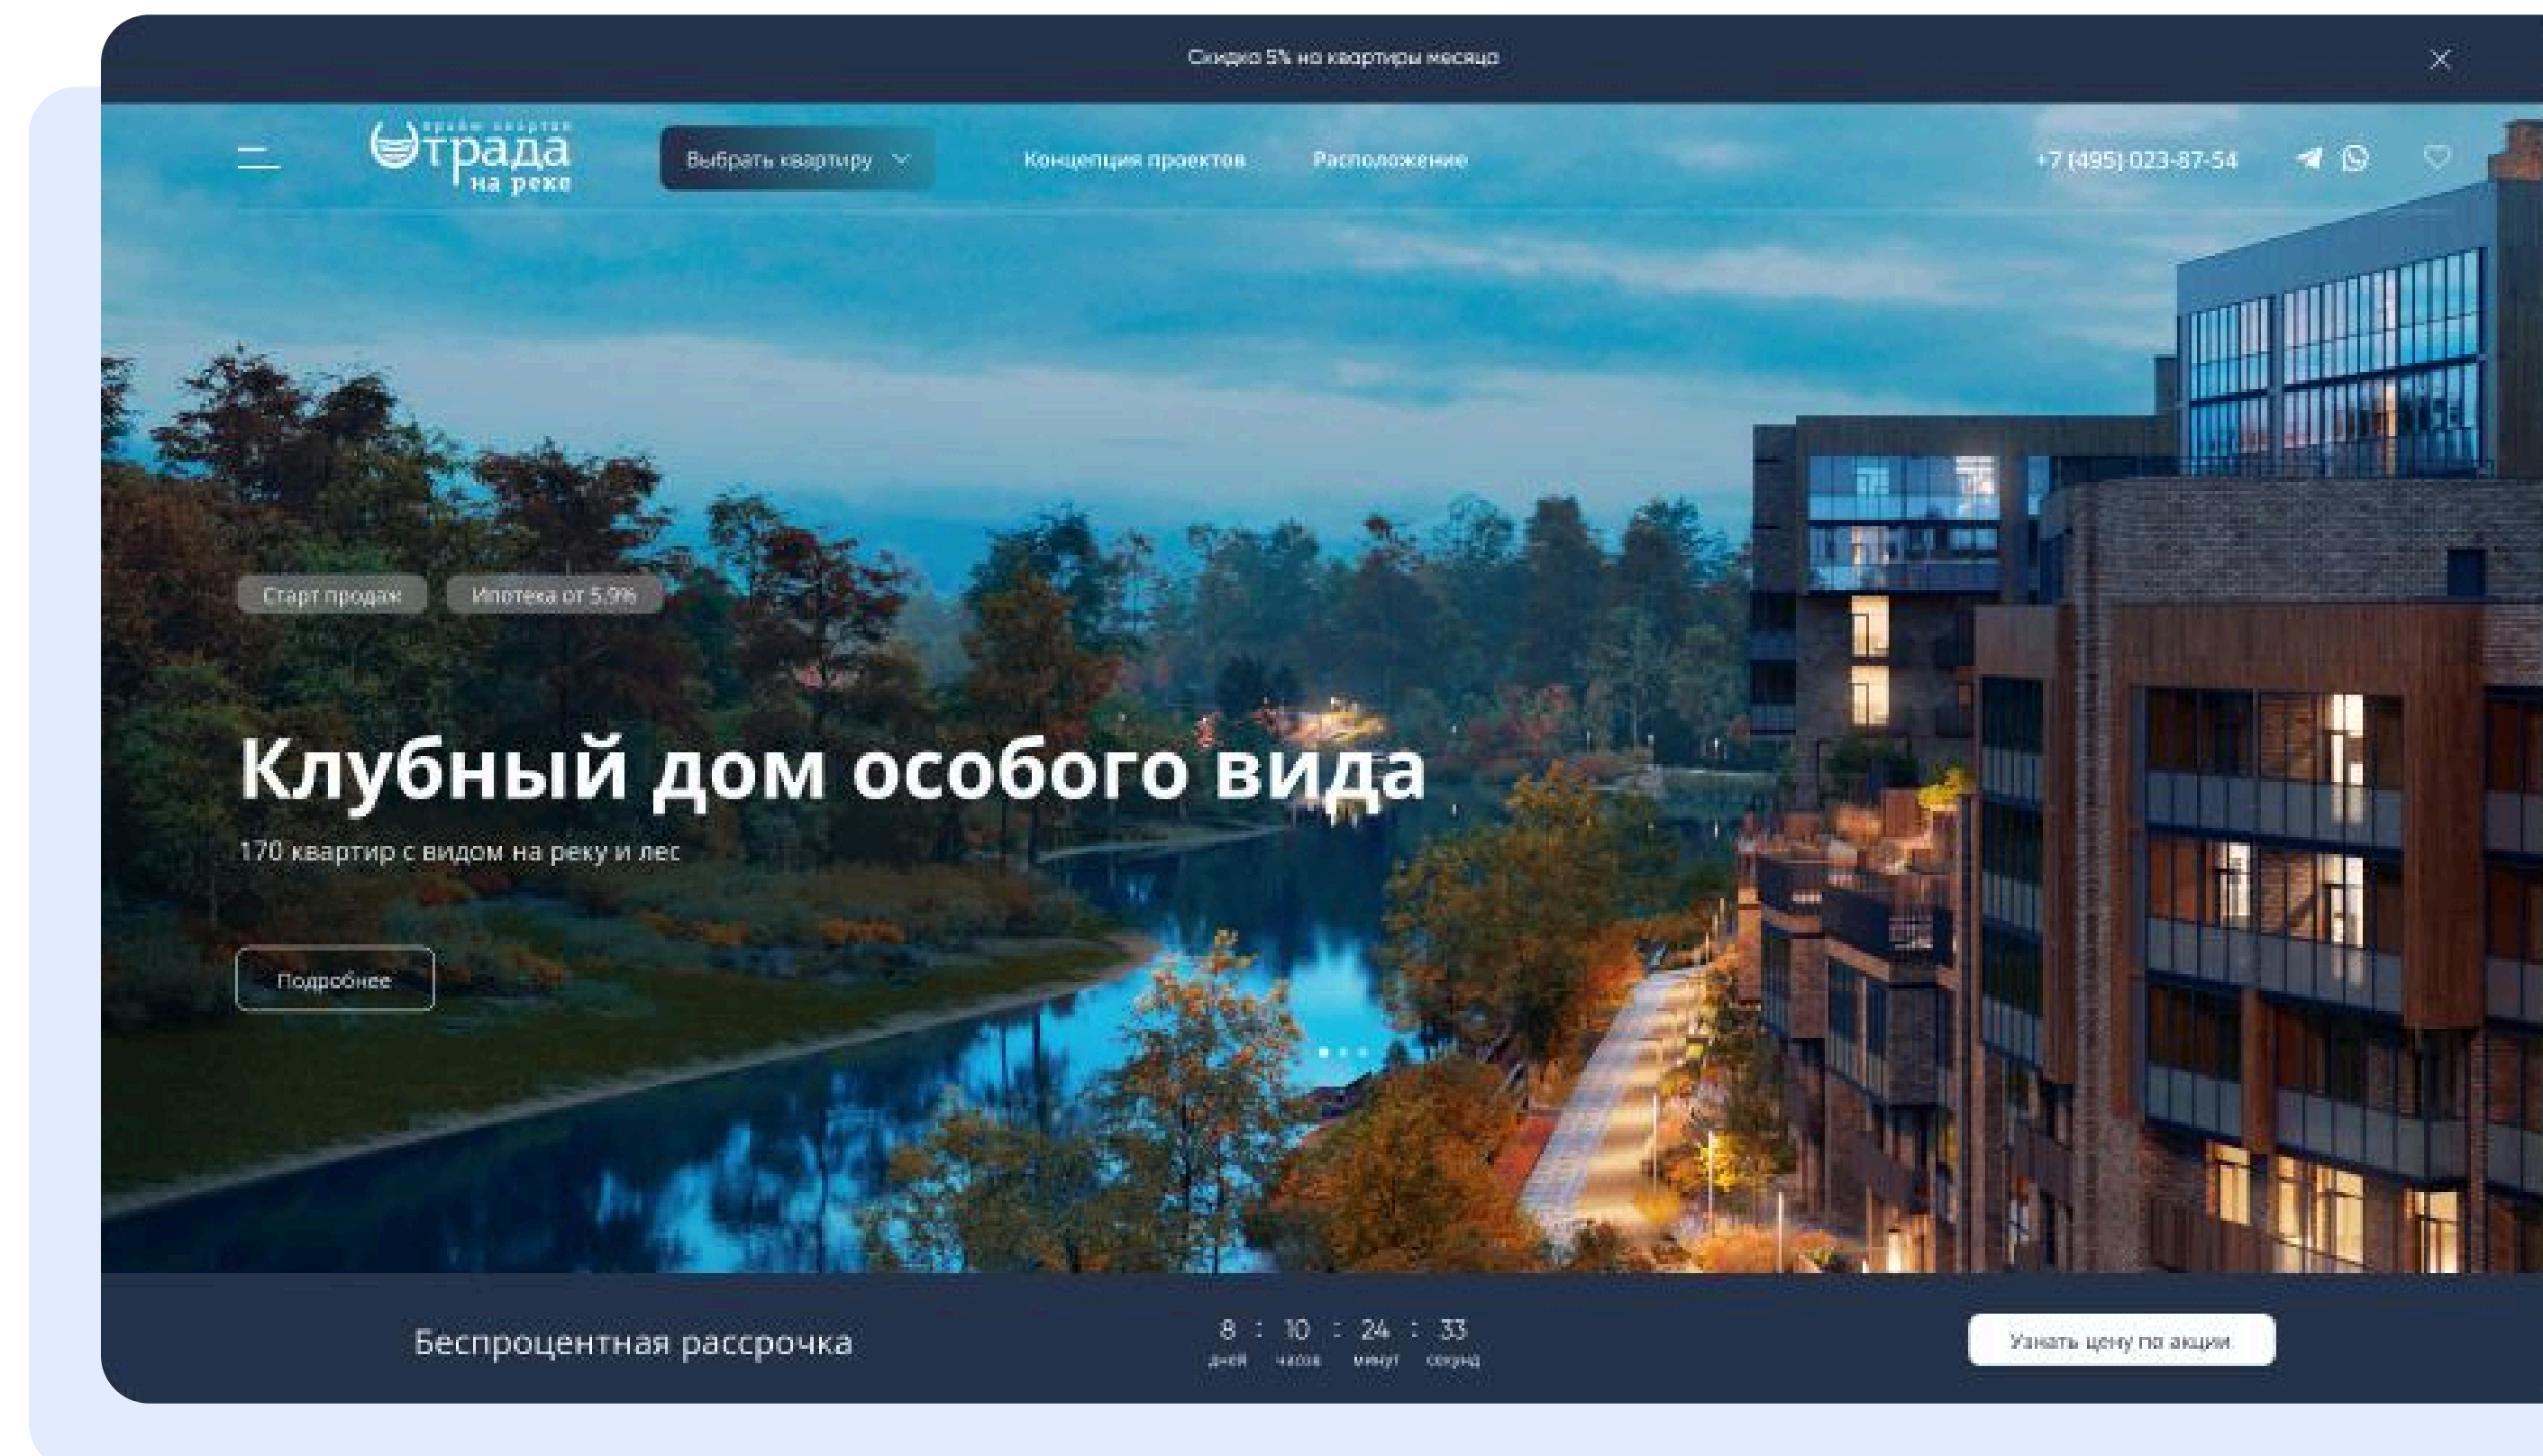 Скидка 5% на квартиры месяца
прайм квартал
Отрада
на реке
Выбрать квартиру
Концепция проектов
Расположение
+7 (495) 023-87-54
Старт продаж
Ипотека от 5.9%
Клубный дом особого вида
170 квартир с видом на реку и лес
Подробнее
Беспроцентная рассрочка
8 : 10 : 24 : 33
дней часов минут секунд
Узнать цену по акции